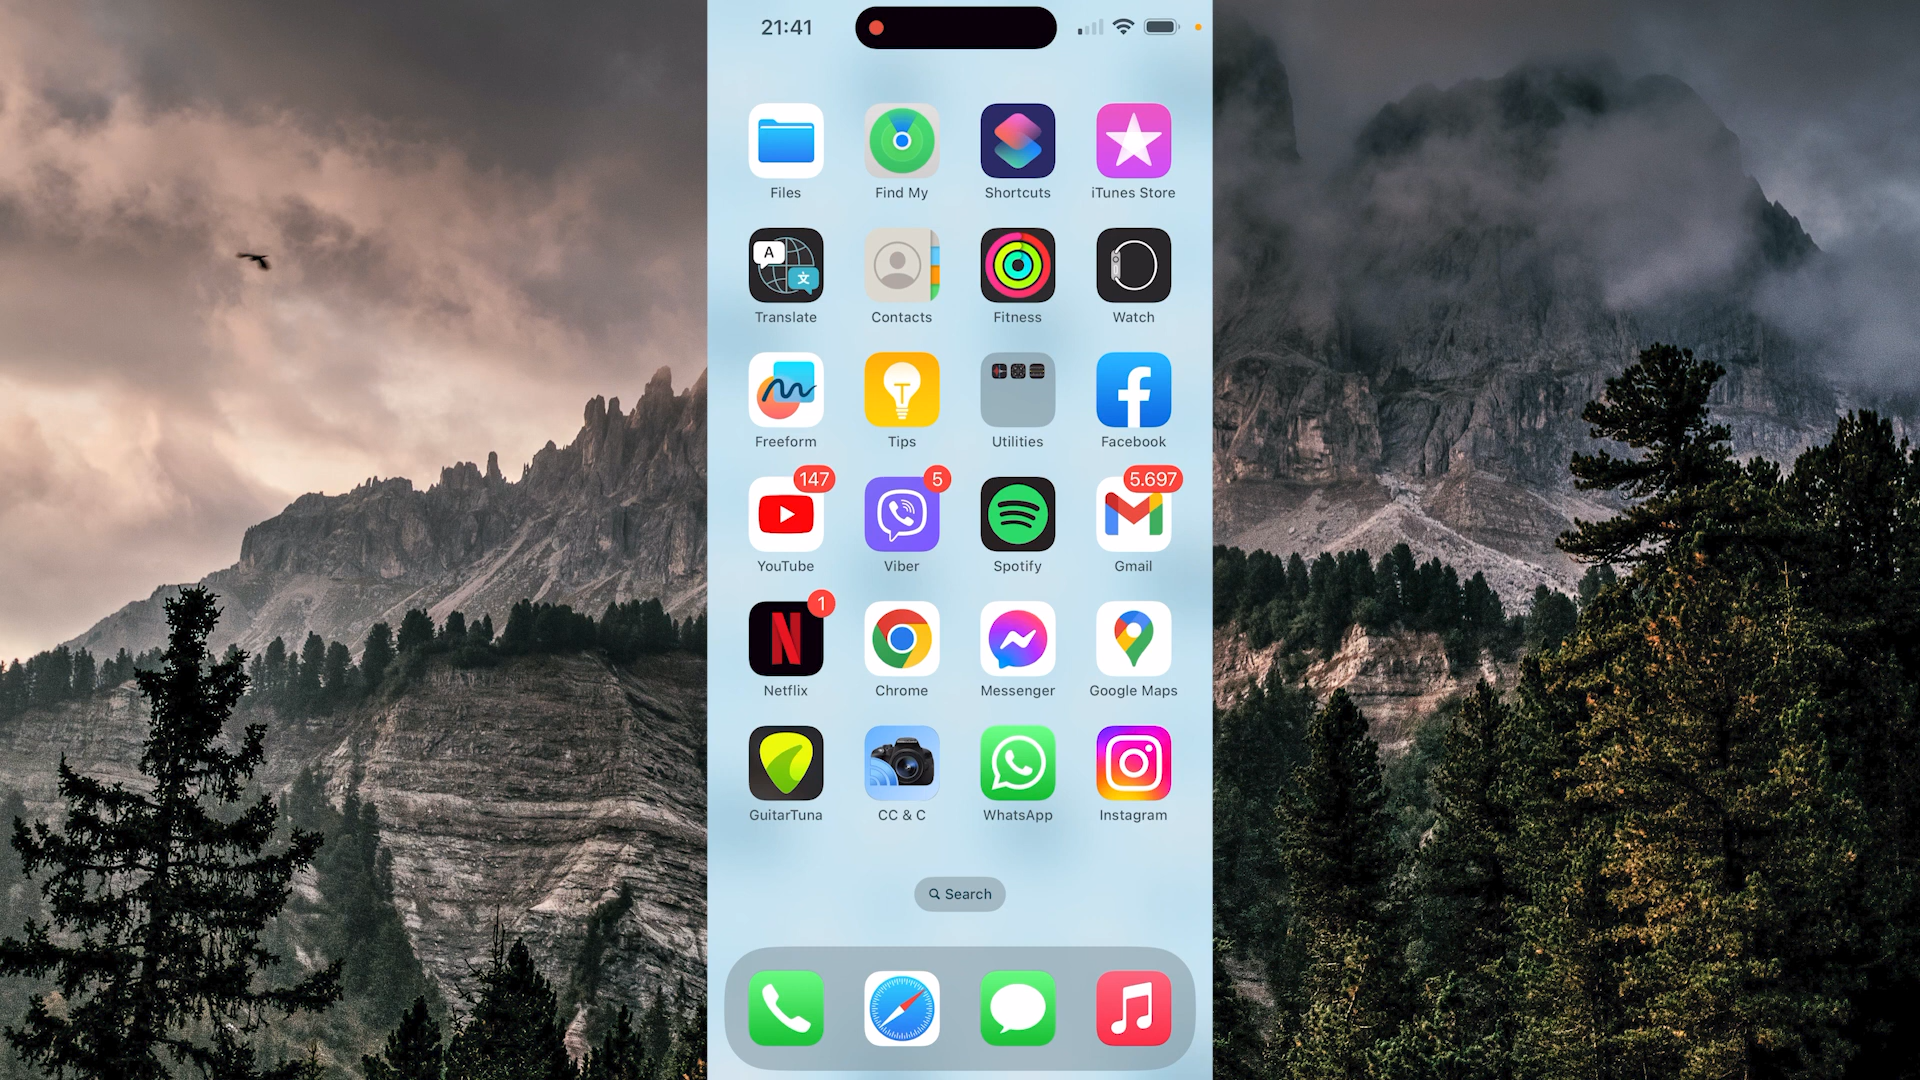 21:41
Files
Find My
Shortcuts
iTunes Store
A
文
Translate
Contacts
Fitness
Watch
Freeform
Tips
Utilities
Facebook
147
5
5.697
YouTube
Viber
Spotify
Gmail
1
Netflix
Chrome
Messenger
Google Maps
GuitarTuna
CC & C
WhatsApp
Instagram
Search